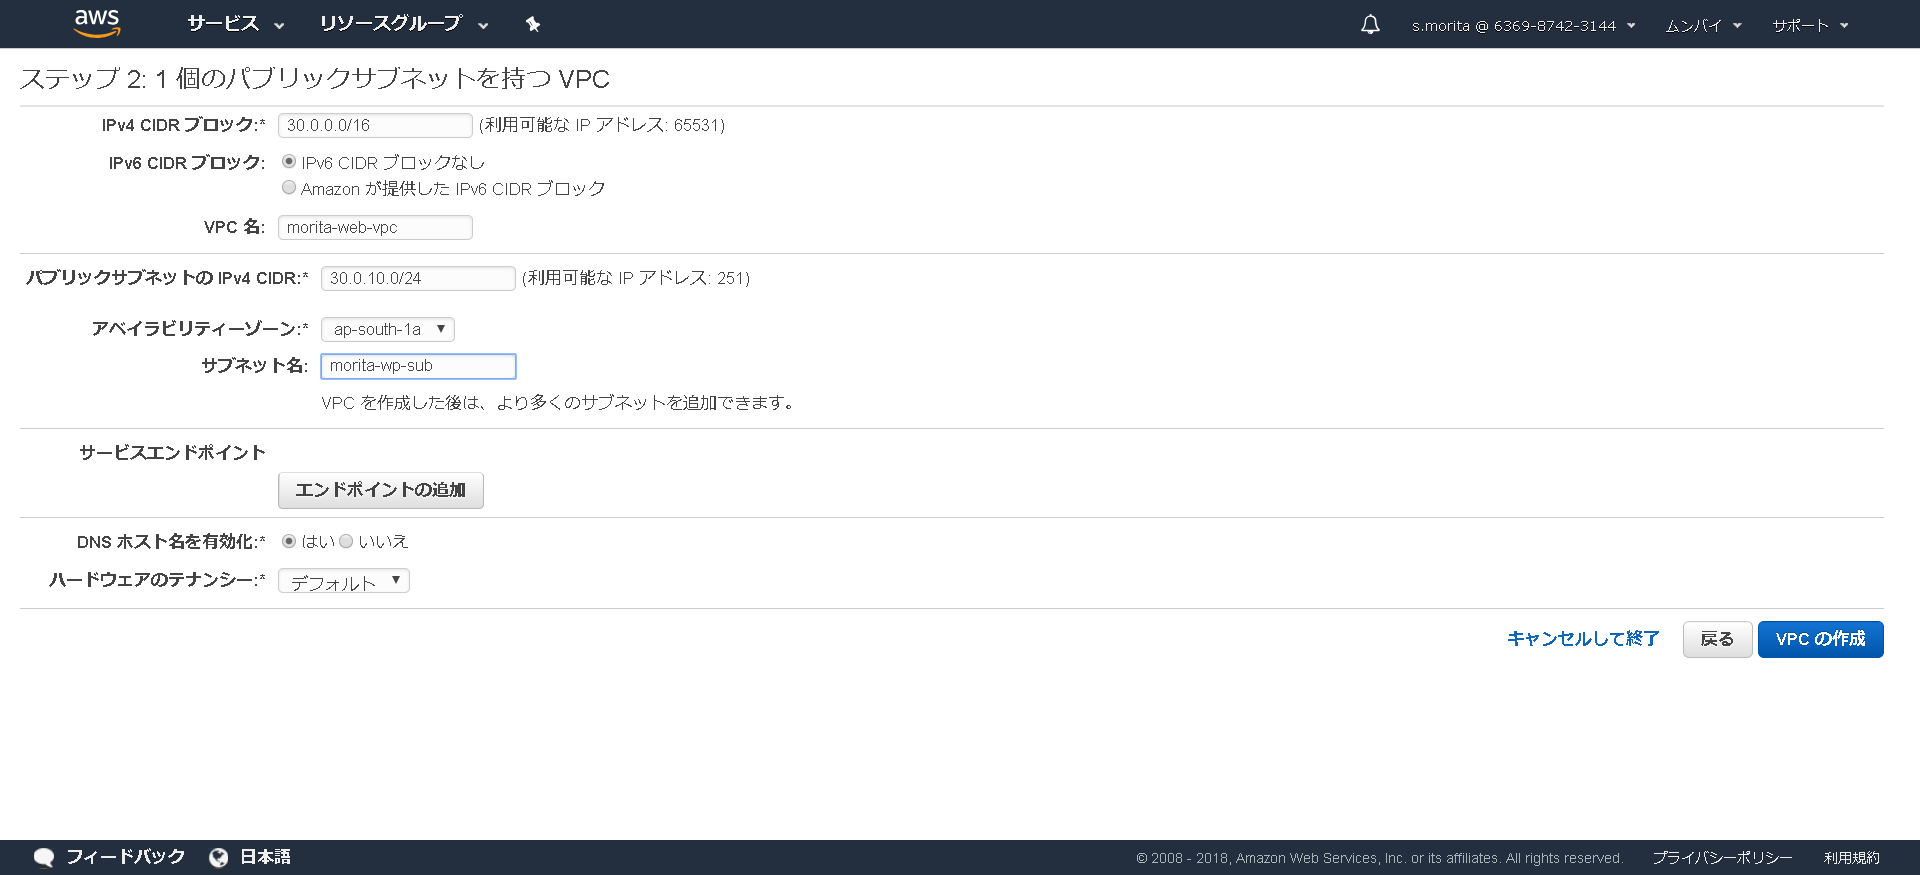 aws サービス リソースグループ s.morita @ 6369-8742-3144 ムンバイ サポート
ステップ 2: 1 個のパブリックサブネットを持つ VPC
IPv4 CIDR ブロック:* 30.0.0.0/16 (利用可能な IP アドレス: 65531)
IPv6 CIDR ブロック: IPv6 CIDR ブロックなし
Amazon が提供した IPv6 CIDR ブロック
VPC 名: morita-web-vpc
パブリックサブネットの IPv4 CIDR:* 30.0.10.0/24 (利用可能な IP アドレス: 251)
アベイラビリティーゾーン:* ap-south-1a
サブネット名: morita-wp-sub
VPC を作成した後は、より多くのサブネットを追加できます。
サービスエンドポイント
エンドポイントの追加
DNS ホスト名を有効化:* はい いいえ
ハードウェアのテナンシー:* デフォルト
キャンセルして終了 戻る VPC の作成
フィードバック 日本語 © 2008 - 2018, Amazon Web Services, Inc. or its affiliates. All rights reserved. プライバシーポリシー 利用規約